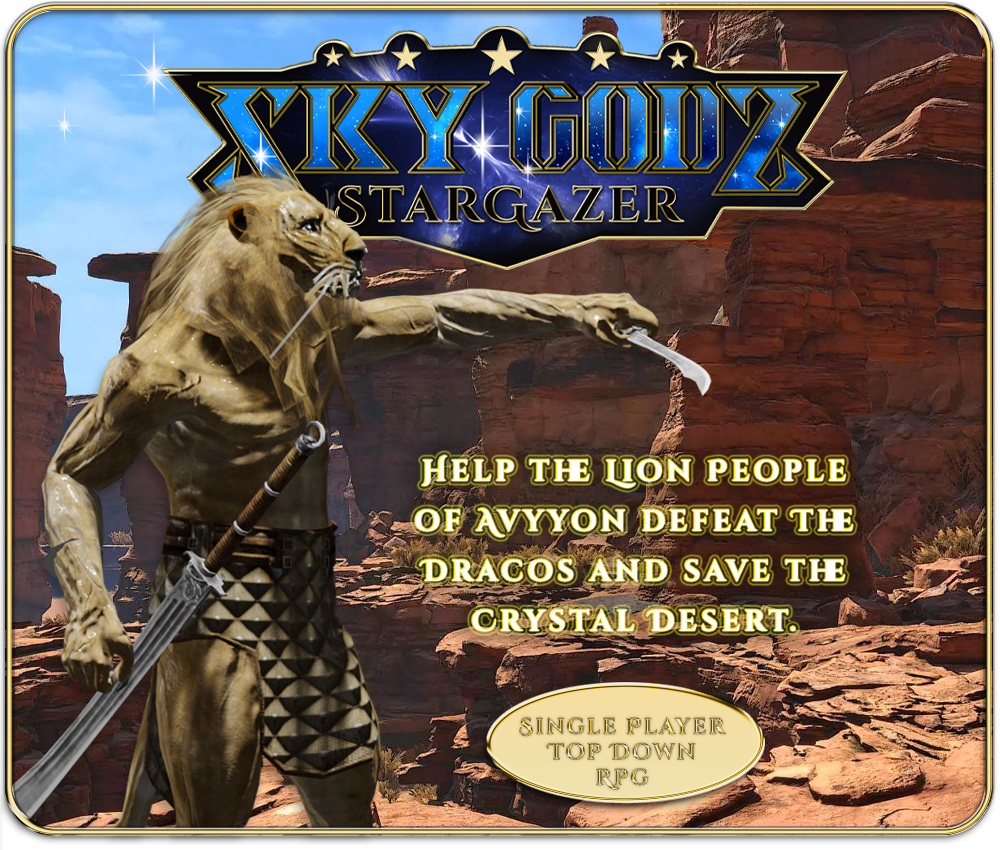 SKY GODZ
STARGAZER
HELP THE LION PEOPLE
OF AVYYON DEFEAT THE
DRACOS AND SAVE THE
CRYSTAL DESERT.
SINGLE PLAYER
TOP DOWN
RPG